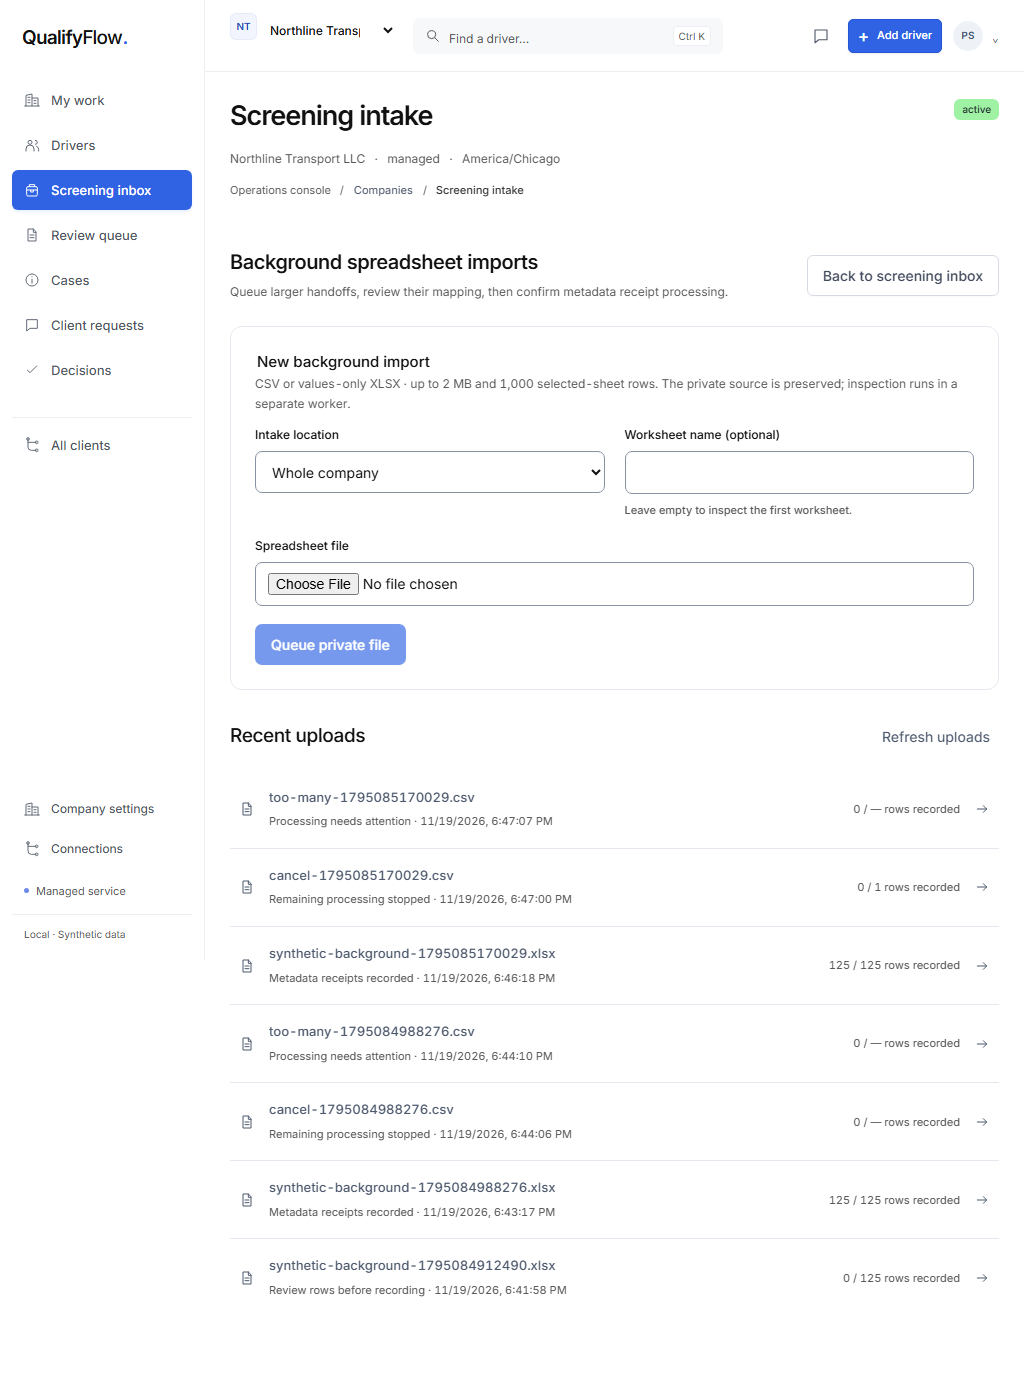 QualifyFlow.
My work
Drivers
Screening inbox
Review queue
Cases
Client requests
Decisions
All clients
Company settings
Connections
Managed service
Local · Synthetic data
NT
Northline Trans
Find a driver...
Ctrl K
+ Add driver
PS
Screening intake
active
Northline Transport LLC · managed · America/Chicago
Operations console / Companies / Screening intake
Background spreadsheet imports
Queue larger handoffs, review their mapping, then confirm metadata receipt processing.
Back to screening inbox
New background import
CSV or values-only XLSX · up to 2 MB and 1,000 selected-sheet rows. The private source is preserved; inspection runs in a
separate worker.
Intake location
Worksheet name (optional)
Whole company
Leave empty to inspect the first worksheet.
Spreadsheet file
Choose File No file chosen
Queue private file
Recent uploads
Refresh uploads
too-many-1795085170029.csv
Processing needs attention · 11/19/2026, 6:47:07 PM
0 / — rows recorded
cancel-1795085170029.csv
Remaining processing stopped · 11/19/2026, 6:47:00 PM
0 / 1 rows recorded
synthetic-background-1795085170029.xlsx
Metadata receipts recorded · 11/19/2026, 6:46:18 PM
125 / 125 rows recorded
too-many-1795084988276.csv
Processing needs attention · 11/19/2026, 6:44:10 PM
0 / — rows recorded
cancel-1795084988276.csv
Remaining processing stopped · 11/19/2026, 6:44:06 PM
0 / — rows recorded
synthetic-background-1795084988276.xlsx
Metadata receipts recorded · 11/19/2026, 6:43:17 PM
125 / 125 rows recorded
synthetic-background-1795084912490.xlsx
Review rows before recording · 11/19/2026, 6:41:58 PM
0 / 125 rows recorded